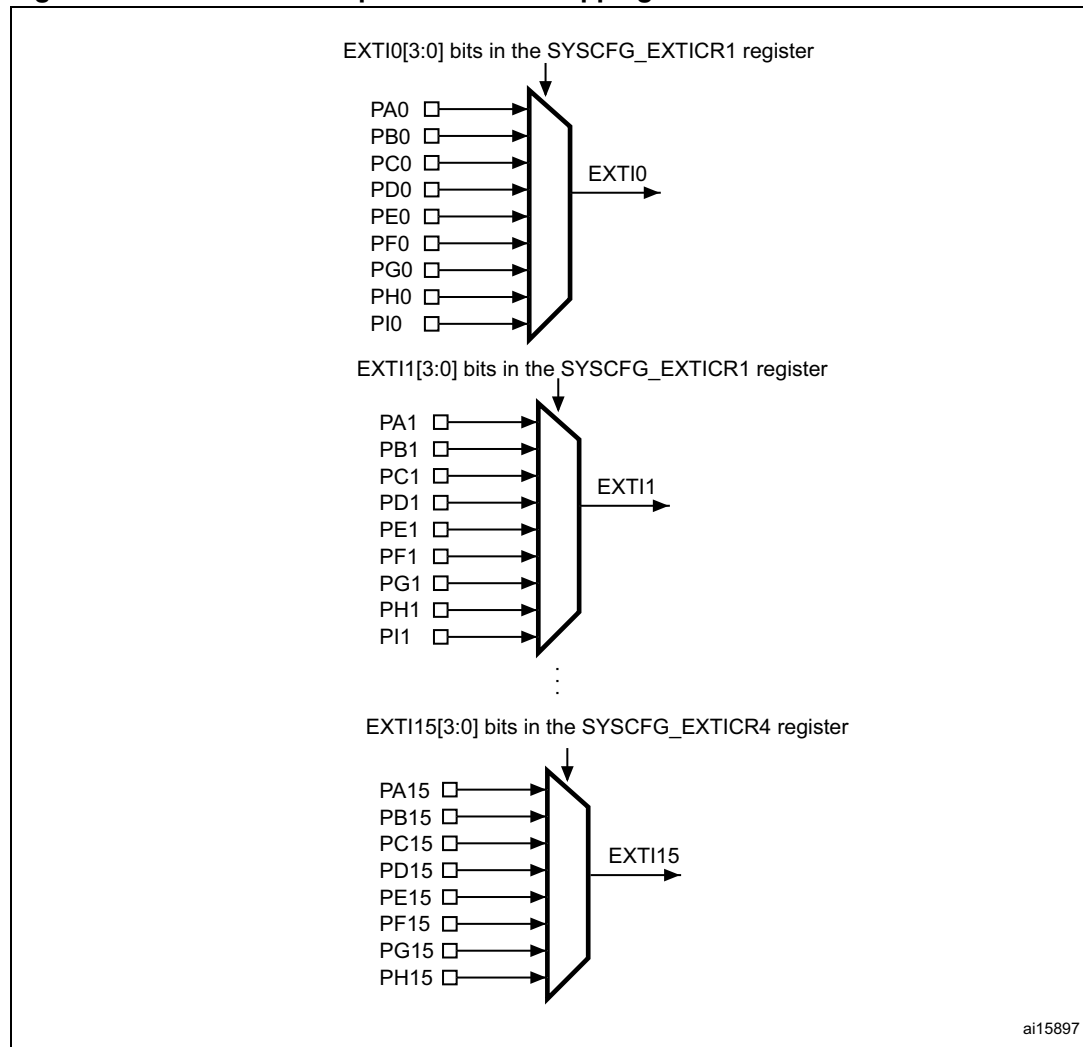 EXTI0[3:0] bits in the SYSCFG_EXTICR1 register
PA0
PB0
PC0
PD0
PE0
PF0
PG0
PH0
PI0
EXTI0
EXTI1[3:0] bits in the SYSCFG_EXTICR1 register
PA1
PB1
PC1
PD1
PE1
PF1
PG1
PH1
PI1
EXTI1
EXTI15[3:0] bits in the SYSCFG_EXTICR4 register
PA15
PB15
PC15
PD15
PE15
PF15
PG15
PH15
EXTI15
ai15897